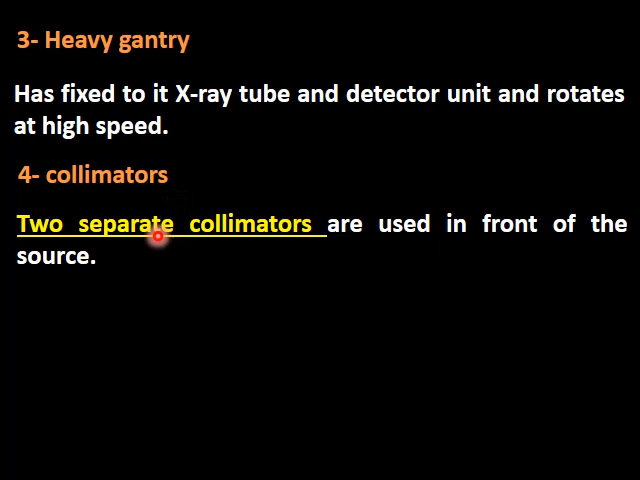 3- Heavy gantry
Has fixed to it X-ray tube and detector unit and rotates
at high speed.
4- collimators
Two separate collimators are used in front of the
source.